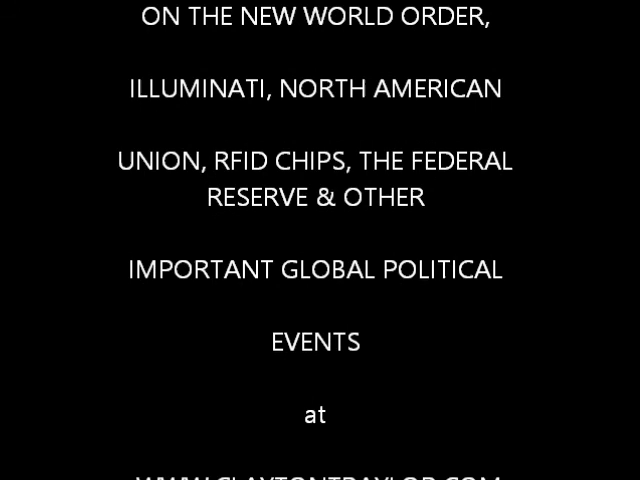 ON THE NEW WORLD ORDER,
ILLUMINATI, NORTH AMERICAN
UNION, RFID CHIPS, THE FEDERAL
RESERVE & OTHER
IMPORTANT GLOBAL POLITICAL
EVENTS
at